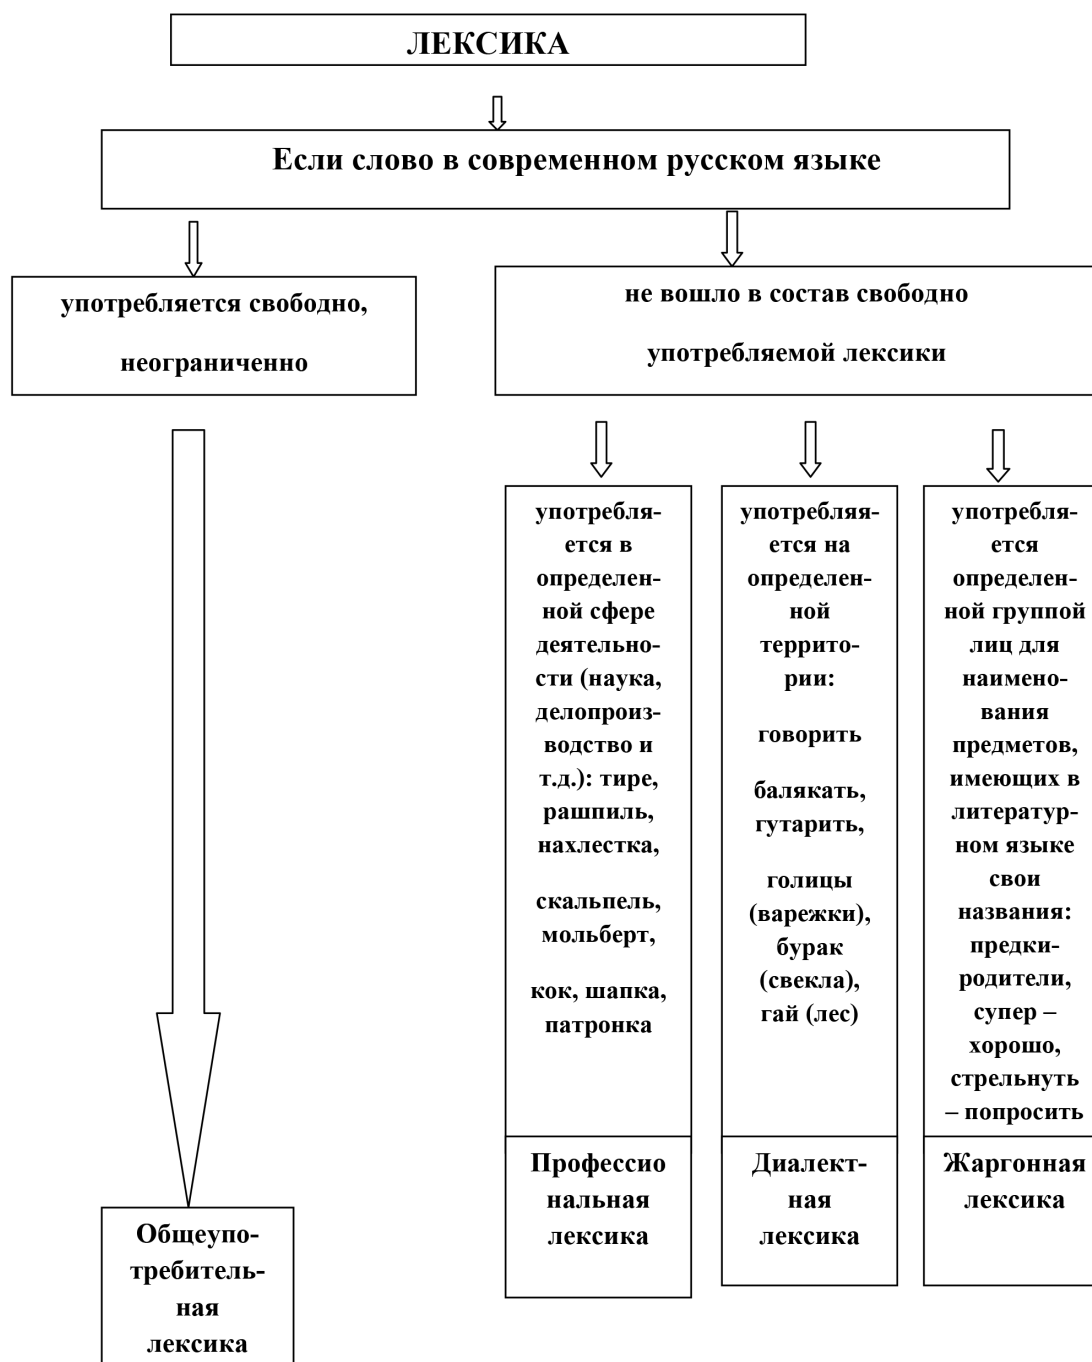 ЛЕКСИКА
Если слово в современном русском языке
употребляется свободно,
неограниченно
не вошло в состав свободно
употребляемой лексики
употребля-
ется в
определен-
ной сфере
деятельно-
сти (наука,
делопроиз-
водство и
т.д.): тире,
рашпиль,
нахлестка,
скальпель,
мольберт,
кок, шапка,
патронка
Профессио
нальная
лексика
употребляя-
ется на
определен-
ной
террито-
рии:
говорить
балякать,
гутарить,
голицы
(варежки),
бурак
(свекла),
гай (лес)
Диалект-
ная
лексика
употребля-
ется
определен-
ной группой
лиц для
наимено-
вания
предметов,
имеющих в
литератур-
ном языке
свои
названия:
предки-
родители,
супер –
хорошо,
стрельнуть
– попросить
Жаргонная
лексика
Общеупо-
требитель-
ная
лексика